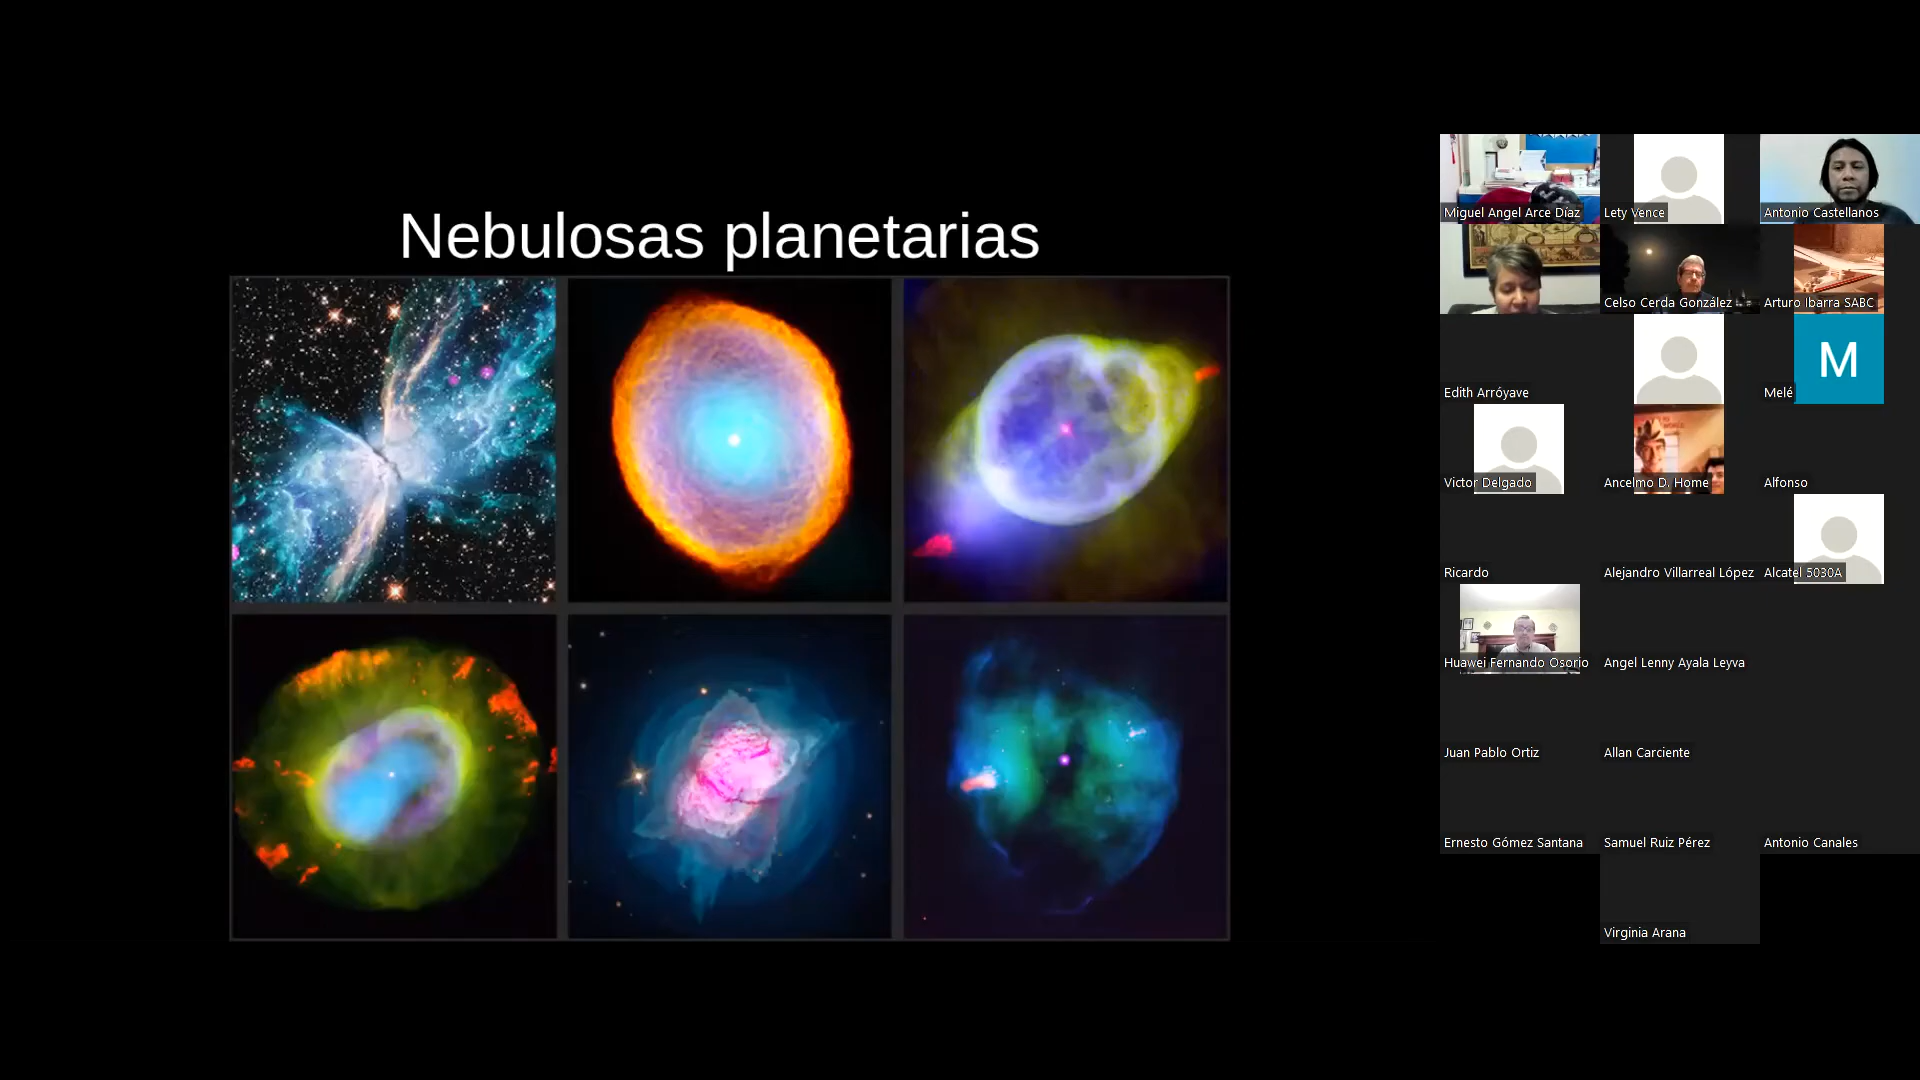 Nebulosas planetarias
Miguel Angel Arce Díaz
Lety Vence
Antonio Castellanos
Celso Cerda González
Arturo Ibarra SABC
Edith Arróyave
Melé
M
Victor Delgado
Ancelmo D. Home
Alfonso
Ricardo
Alejandro Villarreal López
Alcatel 5030A
Huawei Fernando Osorio
Angel Lenny Ayala Leyva
Juan Pablo Ortiz
Allan Carciente
Ernesto Gómez Santana
Samuel Ruiz Pérez
Antonio Canales
Virginia Arana